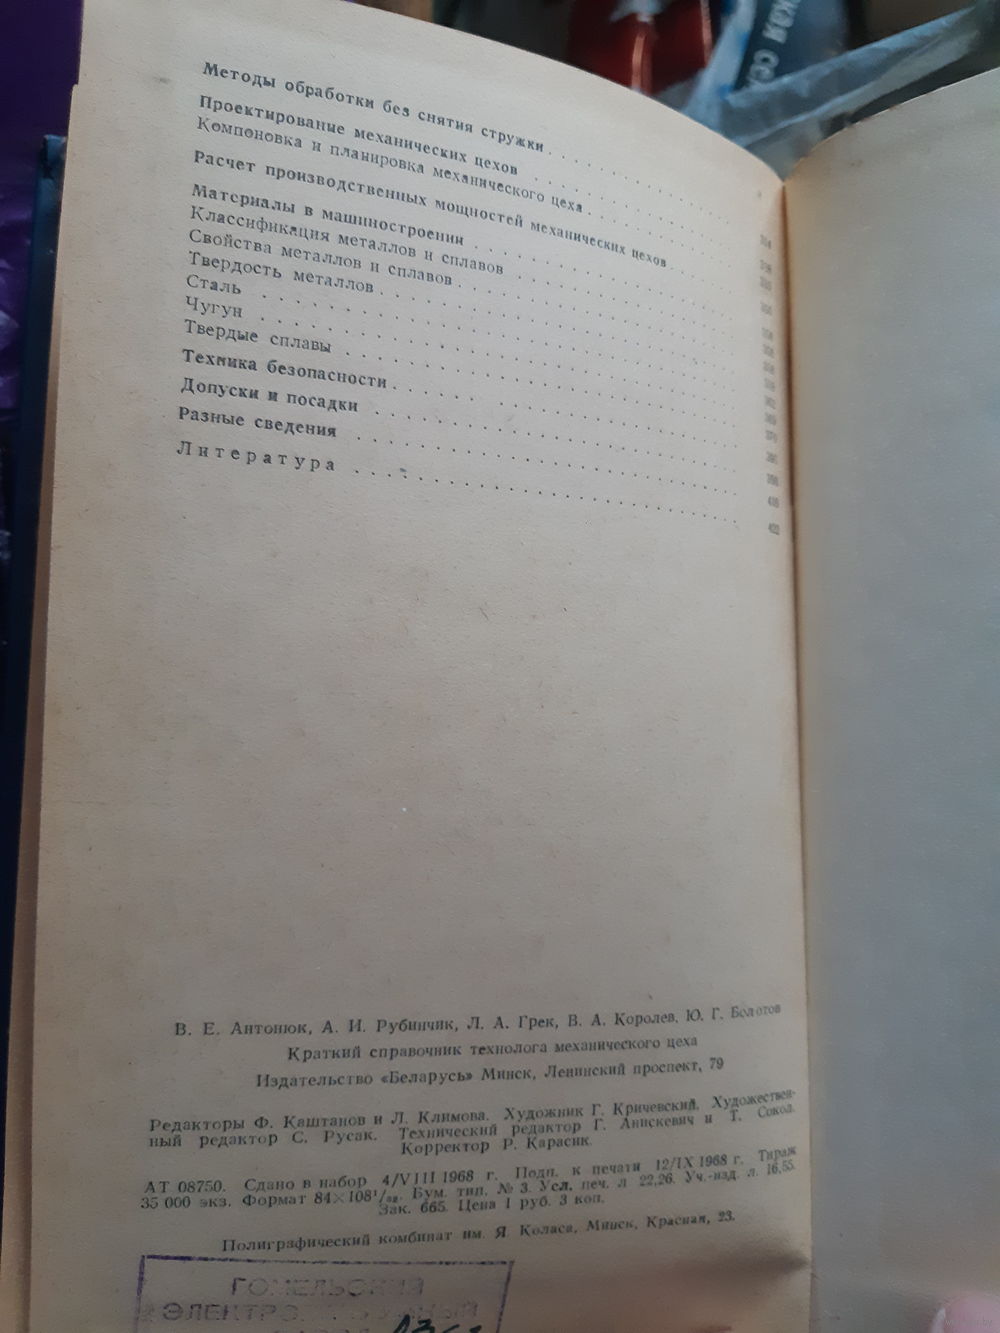 Методы обработки без снятия стружки
Проектирование механических цехов
Компоновка и планировка механического цеха
Расчет производственных мощностей механических цехов
Материалы в машиностроении
Классификация металлов и сплавов
Свойства металлов и сплавов
Твердость металлов
Сталь
Чугун
Твердые сплавы
Техника безопасности
Допуски и посадки
Разные сведения
Литература
В. Е. Антонюк, А. И. Рубинчик, Л. А. Грек, В. А. Королев, Ю. Г. Болотов
Краткий справочник технолога механического цеха
Издательство «Беларусь» Минск, Ленинский проспект, 79
Редакторы Ф. Каштанов и Л. Климова. Художник Г. Кричевский. Художествен-
ный редактор С. Русак. Технический редактор Г. Анискевич и Т. Сокол.
Корректор Р. Карасик.
АТ 08750. Сдано в набор 4/VIII 1968 г. Подп. к печати 12/IX 1968 г. Тираж
35 000 экз. Формат 84×108¹/₃₂. Бум. тип. № 3. Усл. печ. л 22,26. Уч.-изд. л. 16,55.
Зак. 665. Цена 1 руб. 3 коп.
Полиграфический комбинат им. Я Коласа, Минск, Красная, 23.
ГОМЕЛЬСКИЙ